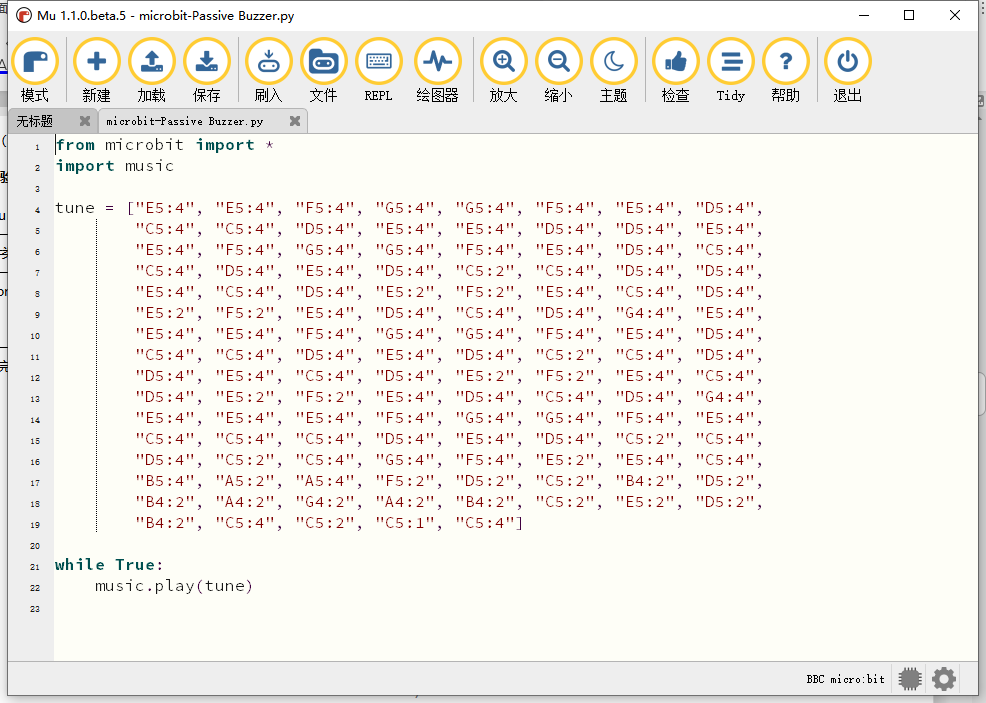 Mu 1.1.0.beta.5 - microbit-Passive Buzzer.py
模式 新建 加载 保存 刷入 文件 REPL 绘图器 放大 缩小 主题 检查 Tidy 帮助 退出
无标题 microbit-Passive Buzzer.py
1 from microbit import *
2 import music
3
4 tune = ["E5:4", "E5:4", "F5:4", "G5:4", "G5:4", "F5:4", "E5:4", "D5:4",
5 "C5:4", "C5:4", "D5:4", "E5:4", "E5:4", "D5:4", "D5:4", "E5:4",
6 "E5:4", "F5:4", "G5:4", "G5:4", "F5:4", "E5:4", "D5:4", "C5:4",
7 "C5:4", "D5:4", "E5:4", "D5:4", "C5:2", "C5:4", "D5:4", "D5:4",
8 "E5:4", "C5:4", "D5:4", "E5:2", "F5:2", "E5:4", "C5:4", "D5:4",
9 "E5:2", "F5:2", "E5:4", "D5:4", "C5:4", "D5:4", "G4:4", "E5:4",
10 "E5:4", "E5:4", "F5:4", "G5:4", "G5:4", "F5:4", "E5:4", "D5:4",
11 "C5:4", "C5:4", "D5:4", "E5:4", "D5:4", "C5:2", "C5:4", "D5:4",
12 "D5:4", "E5:4", "C5:4", "D5:4", "E5:2", "F5:2", "E5:4", "C5:4",
13 "D5:4", "E5:2", "F5:2", "E5:4", "D5:4", "C5:4", "D5:4", "G4:4",
14 "E5:4", "E5:4", "E5:4", "F5:4", "G5:4", "G5:4", "F5:4", "E5:4",
15 "C5:4", "C5:4", "C5:4", "D5:4", "E5:4", "D5:4", "C5:2", "C5:4",
16 "D5:4", "C5:2", "C5:4", "G5:4", "F5:4", "E5:2", "E5:4", "C5:4",
17 "B5:4", "A5:2", "A5:4", "F5:2", "D5:2", "C5:2", "B4:2", "D5:2",
18 "B4:2", "A4:2", "G4:2", "A4:2", "B4:2", "C5:2", "E5:2", "D5:2",
19 "B4:2", "C5:4", "C5:2", "C5:1", "C5:4"]
20
21 while True:
22 music.play(tune)
23
BBC micro:bit